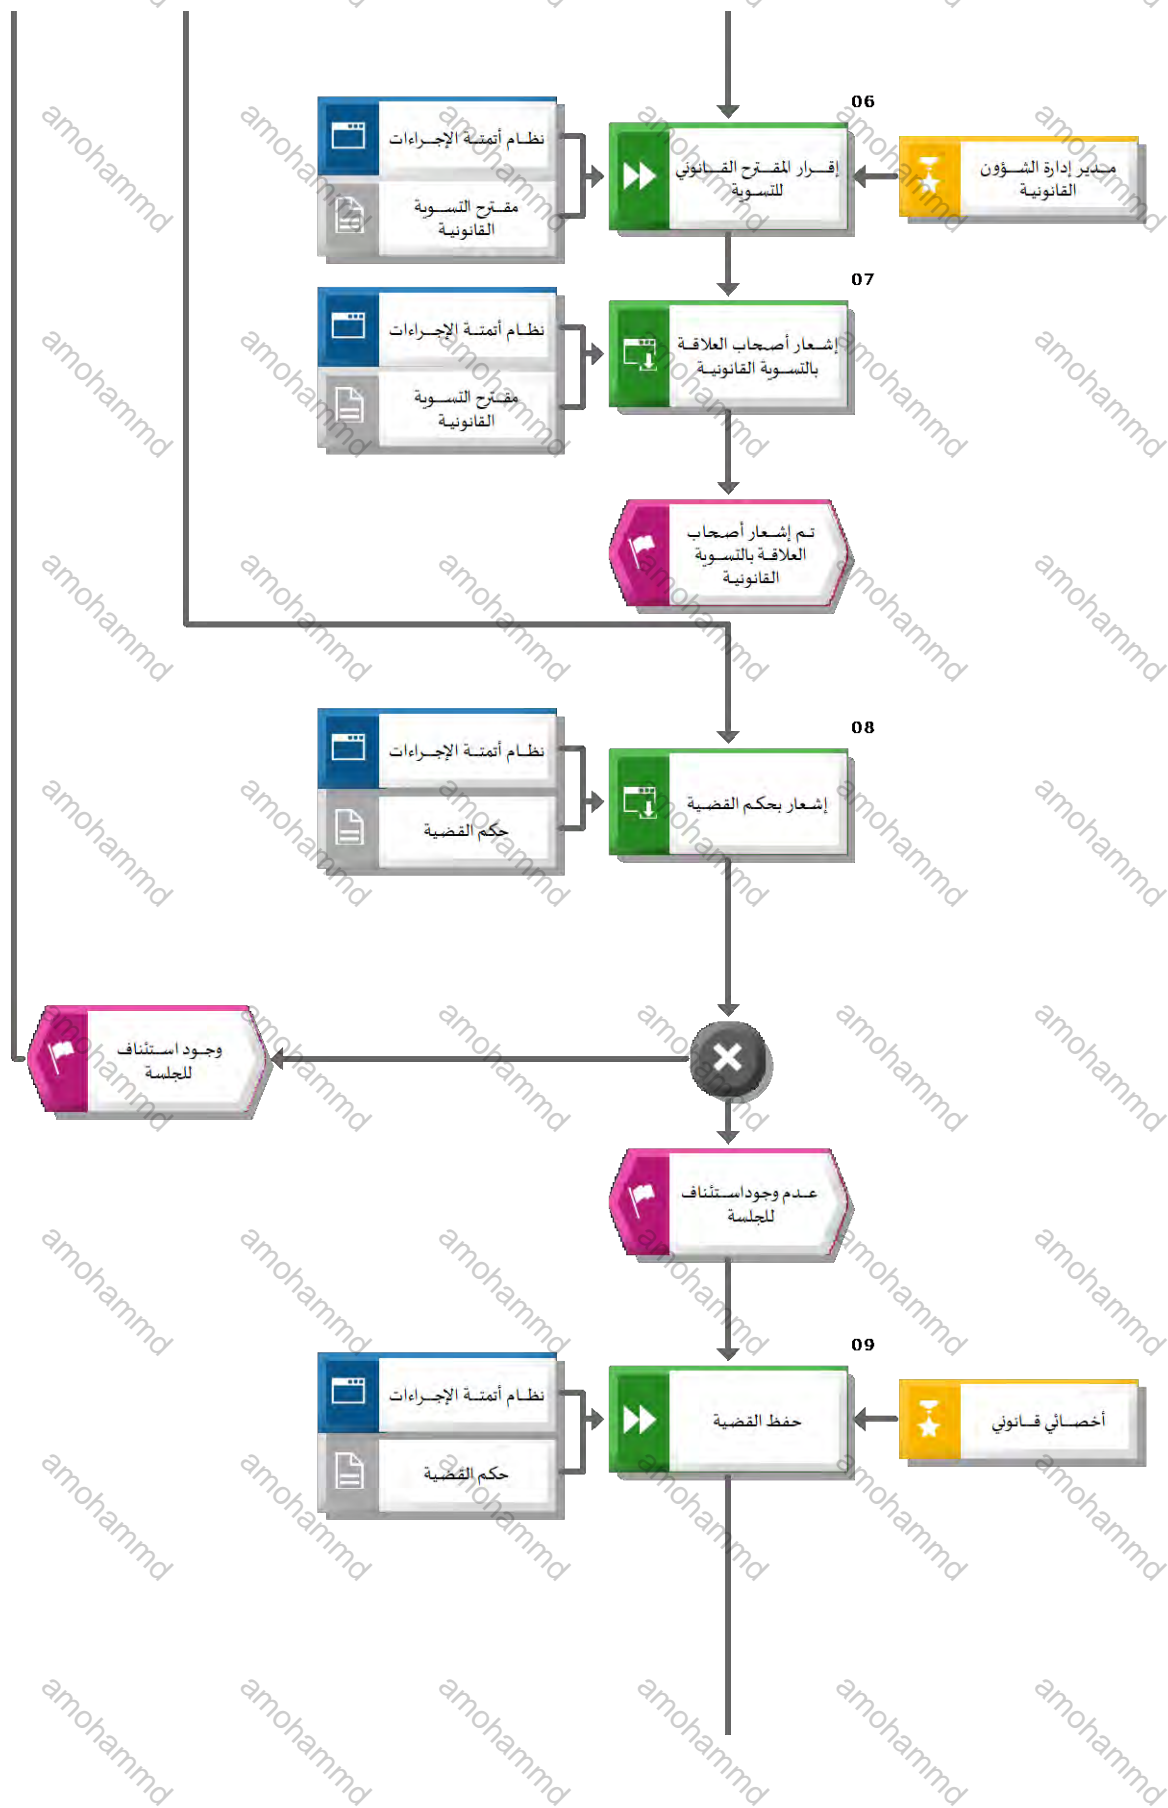 06
نظام أتمتة الإجراءات
إقرار المقترح القانوني
للتسوية
مدير إدارة الشؤون
القانونية
مقترح التسوية
القانونية
07
نظام أتمتة الإجراءات
إشعار أصحاب العلاقة
بالتسوية القانونية
مقترح التسوية
القانونية
تم إشعار أصحاب
العلاقة بالتسوية
القانونية
08
نظام أتمتة الإجراءات
إشعار بحكم القضية
حكم القضية
وجود استئناف
للجلسة
عدم وجوداستئناف
للجلسة
09
نظام أتمتة الإجراءات
حفظ القضية
أخصائي قانوني
حكم القضية
amohammd